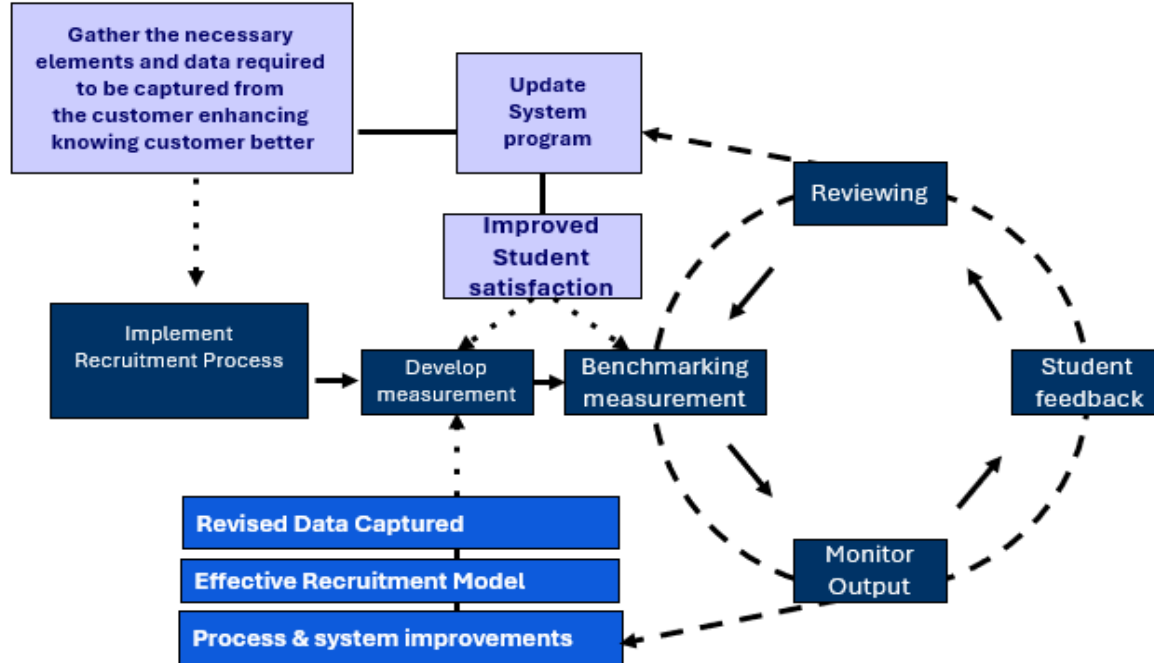 Gather the necessary
elements and data required
to be captured from
the customer enhancing
knowing customer better
Update
System
program
Reviewing
Improved
Student
satisfaction
Implement
Recruitment Process
Develop
measurement
Benchmarking
measurement
Student
feedback
Revised Data Captured
Effective Recruitment Model
Process & system improvements
Monitor
Output